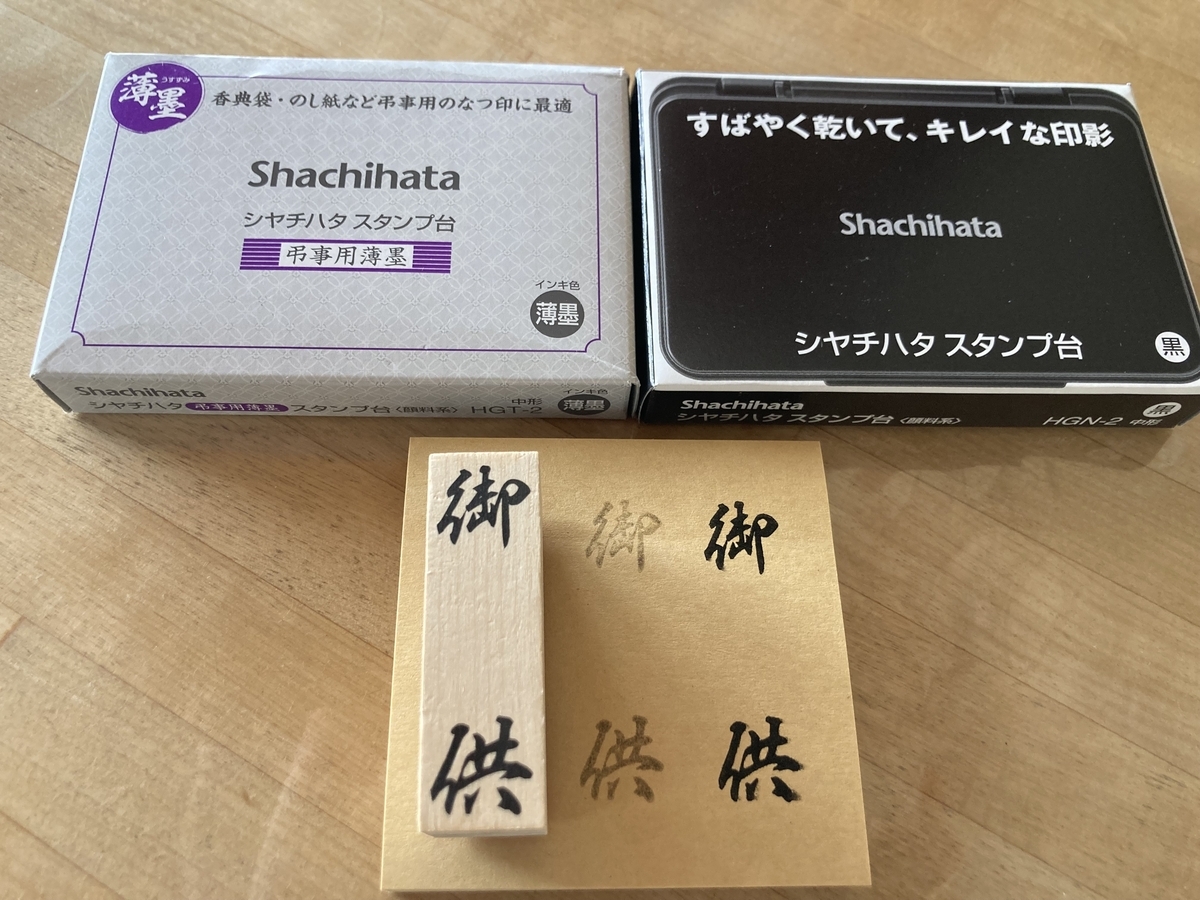 薄墨
うすずみ
香典袋・のし紙など弔事用のなつ印に最適
Shachihata
シヤチハタ スタンプ台
弔事用薄墨
インキ色
薄墨
Shachihata
シヤチハタ 弔事用薄墨 スタンプ台〈顔料系〉 HGT-2
中形
インキ色
薄墨
すばやく乾いて、キレイな印影
Shachihata
シヤチハタ スタンプ台
黒
Shachihata
シヤチハタ スタンプ台〈顔料系〉 HGN-2 中形
黒
御供
御供
御供